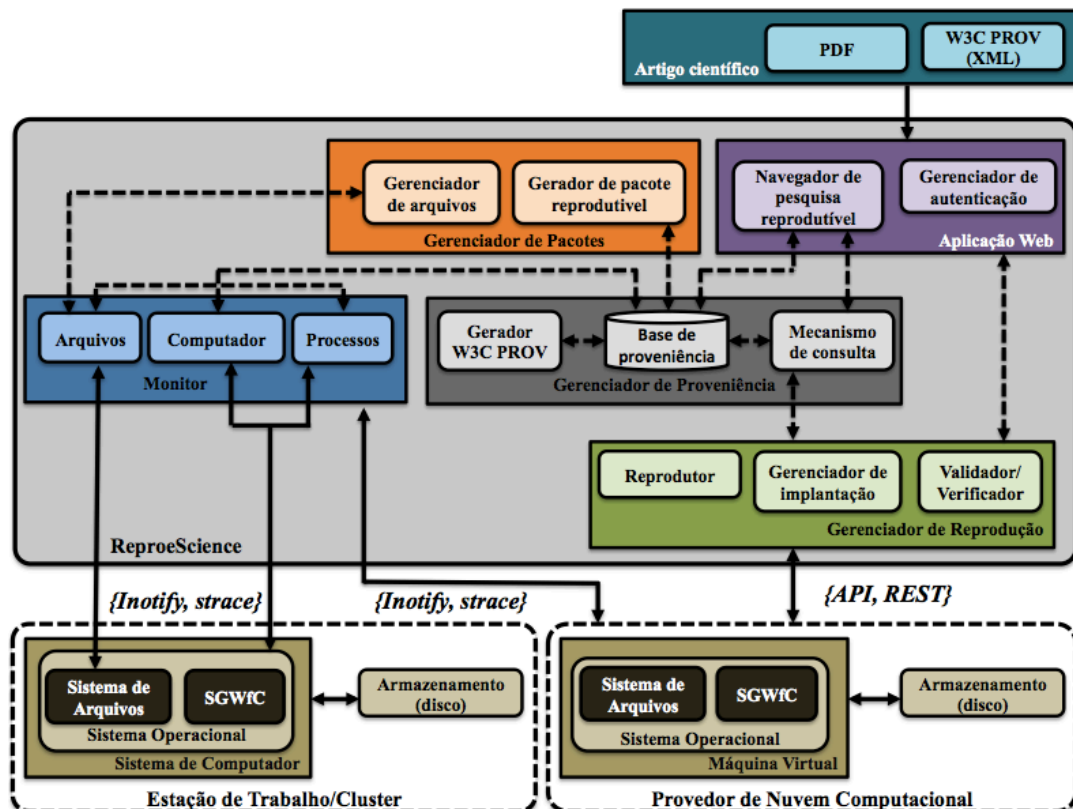 PDF
W3C PROV
(XML)
Artigo científico
Gerenciador
de arquivos
Gerador de pacote
reprodutivel
Gerenciador de Pacotes
Navegador de
pesquisa
reprodutível
Gerenciador de
autenticação
Aplicação Web
Arquivos
Computador
Processos
Monitor
Gerador
W3C PROV
Base de
proveniência
Mecanismo
de consulta
Gerenciador de Proveniência
Reprodutor
Gerenciador de
implantação
Validador/
Verificador
Gerenciador de Reprodução
ReproeScience
{Inotify, strace}
{Inotify, strace}
{API, REST}
Sistema de
Arquivos
SGWfC
Sistema Operacional
Sistema de Computador
Armazenamento
(disco)
Estação de Trabalho/Cluster
Sistema de
Arquivos
SGWfC
Sistema Operacional
Máquina Virtual
Armazenamento
(disco)
Provedor de Nuvem Computacional